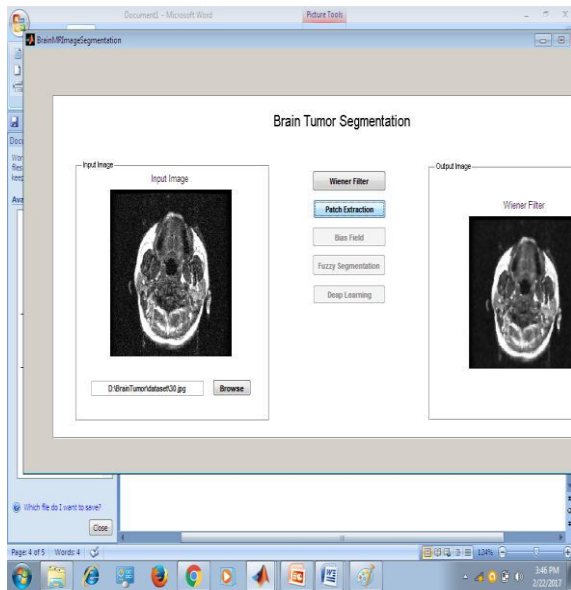 Document1 - Microsoft Word
Picture Tools
BrainMRImageSegmentation
Brain Tumor Segmentation
Input Image
Input Image
D:\BrainTumor\dataset\30.jpg
Browse
Wiener Filter
Patch Extraction
Bias Field
Fuzzy Segmentation
Deap Learning
Output Image
Wiener Filter
Which file do I want to save?
Close
Page: 4 of 5
Words: 4
124%
3:46 PM
2/22/2017